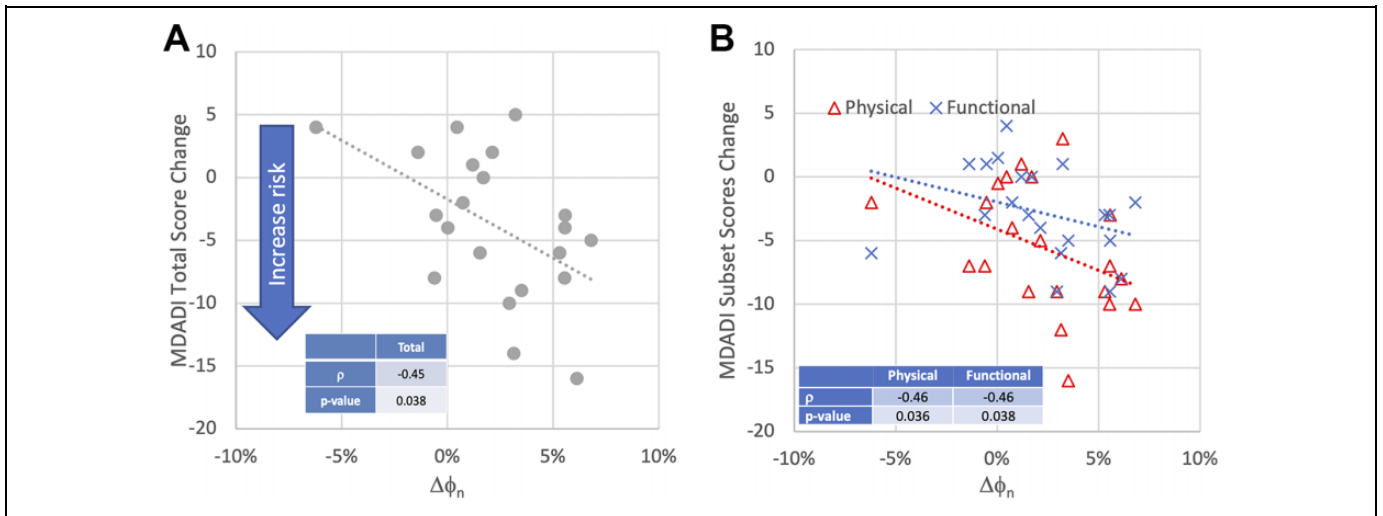 A
10
5
0
-5
-10
-15
-20
MDADI Total Score Change
Increase risk
Total
ρ -0.45
p-value 0.038
-10% -5% 0% 5% 10%
Δϕn
B
10
5
0
-5
-10
-15
-20
MDADI Subset Scores Change
Physical Functional
Physical Functional
ρ -0.46 -0.46
p-value 0.036 0.038
-10% -5% 0% 5% 10%
Δϕn